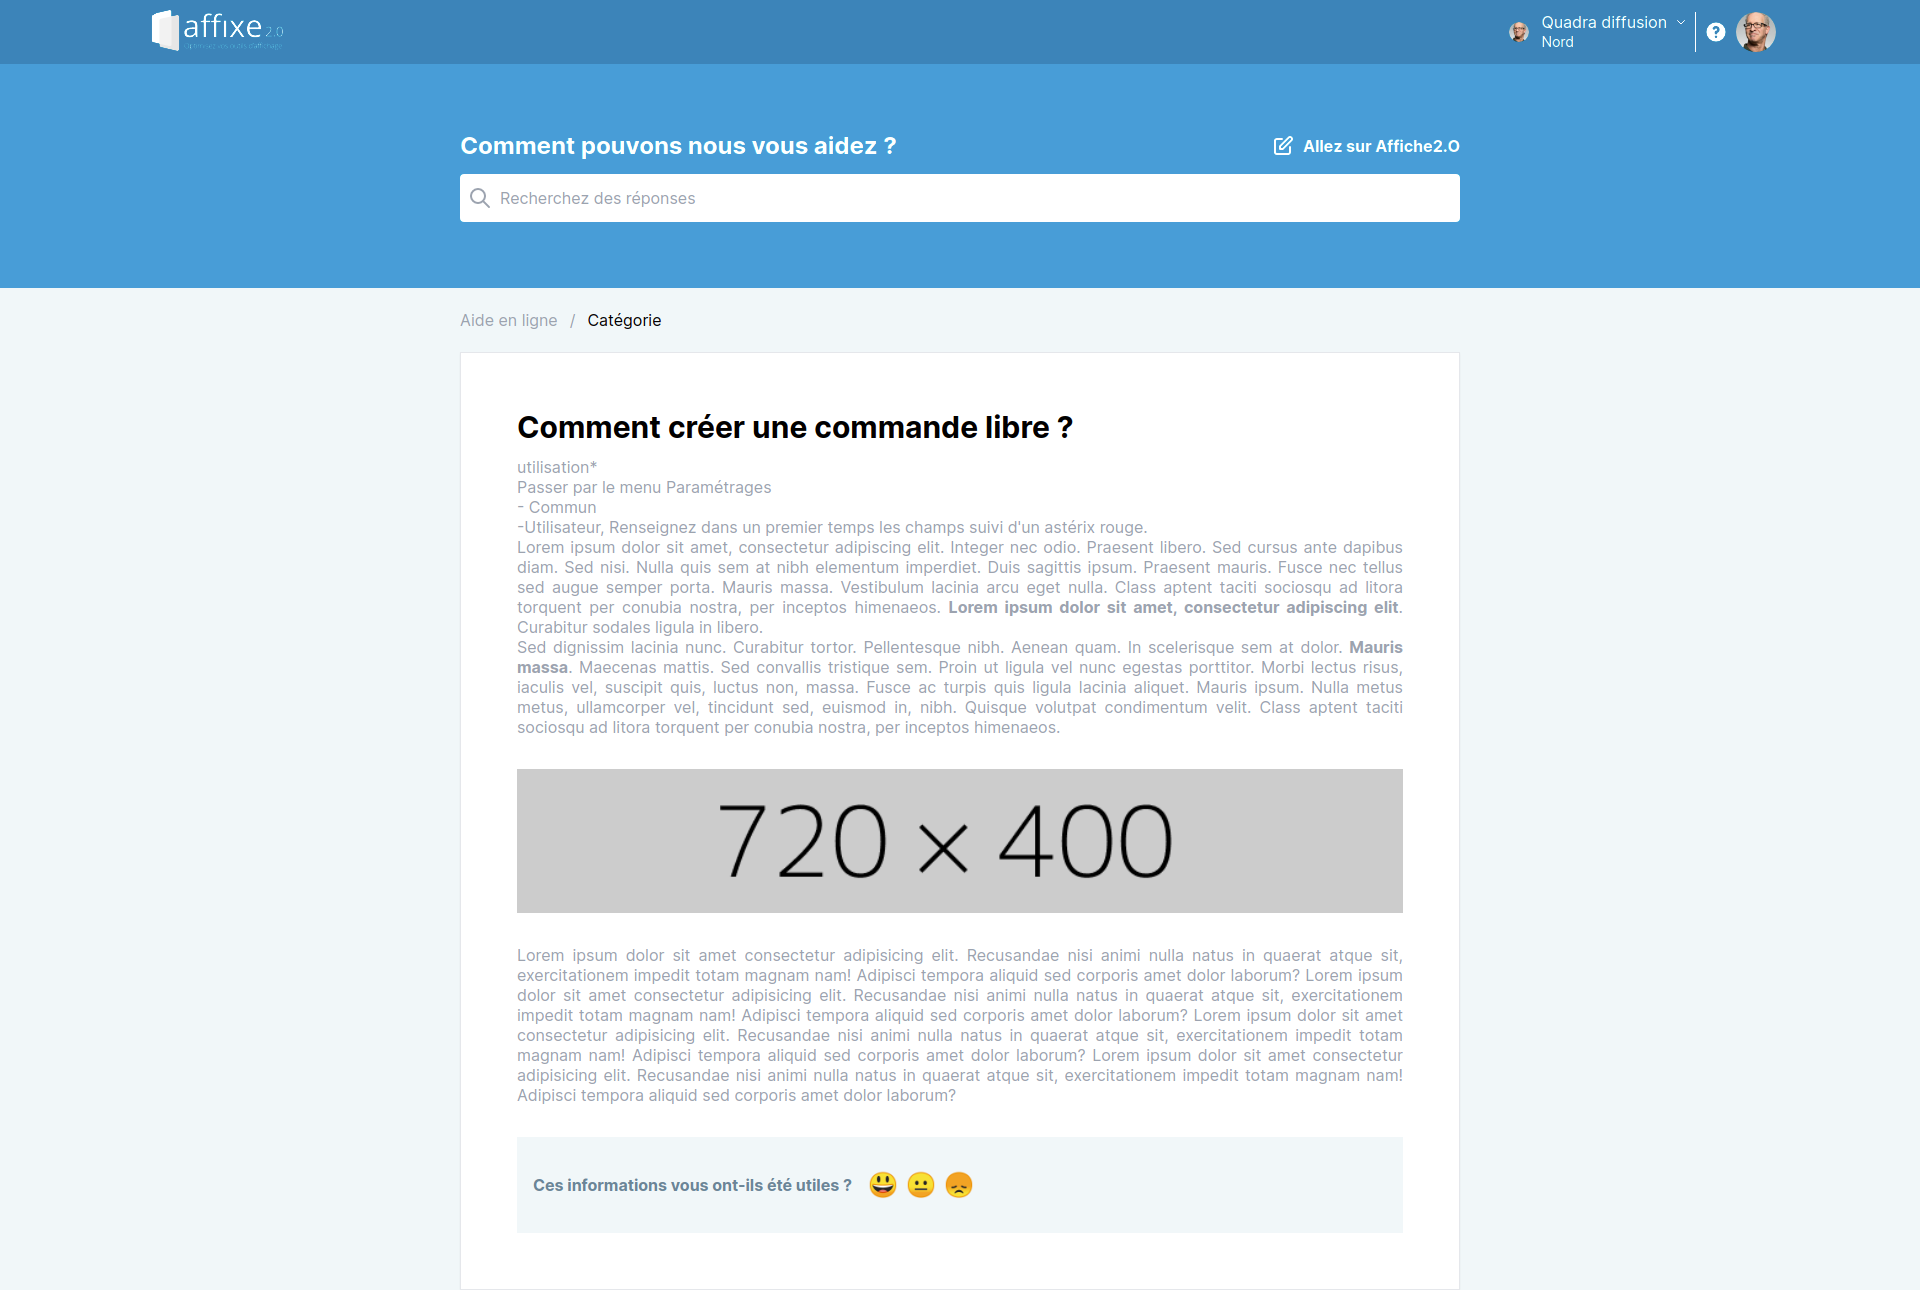 affixe 2.0
Quadra diffusion
Nord
Comment pouvons nous vous aidez ?
Allez sur Affiche2.O
Recherchez des réponses
Aide en ligne / Catégorie
Comment créer une commande libre ?
utilisation*
Passer par le menu Paramétrages
- Commun
-Utilisateur, Renseignez dans un premier temps les champs suivi d'un astérix rouge.
Lorem ipsum dolor sit amet, consectetur adipiscing elit. Integer nec odio. Praesent libero. Sed cursus ante dapibus
diam. Sed nisi. Nulla quis sem at nibh elementum imperdiet. Duis sagittis ipsum. Praesent mauris. Fusce nec tellus
sed augue semper porta. Mauris massa. Vestibulum lacinia arcu eget nulla. Class aptent taciti sociosqu ad litora
torquent per conubia nostra, per inceptos himenaeos. Lorem ipsum dolor sit amet, consectetur adipiscing elit.
Curabitur sodales ligula in libero.
Sed dignissim lacinia nunc. Curabitur tortor. Pellentesque nibh. Aenean quam. In scelerisque sem at dolor. Mauris
massa. Maecenas mattis. Sed convallis tristique sem. Proin ut ligula vel nunc egestas porttitor. Morbi lectus risus,
iaculis vel, suscipit quis, luctus non, massa. Fusce ac turpis quis ligula lacinia aliquet. Mauris ipsum. Nulla metus
metus, ullamcorper vel, tincidunt sed, euismod in, nibh. Quisque volutpat condimentum velit. Class aptent taciti
sociosqu ad litora torquent per conubia nostra, per inceptos himenaeos.
720 × 400
Lorem ipsum dolor sit amet consectetur adipisicing elit. Recusandae nisi animi nulla natus in quaerat atque sit,
exercitationem impedit totam magnam nam! Adipisci tempora aliquid sed corporis amet dolor laborum? Lorem ipsum
dolor sit amet consectetur adipisicing elit. Recusandae nisi animi nulla natus in quaerat atque sit, exercitationem
impedit totam magnam nam! Adipisci tempora aliquid sed corporis amet dolor laborum? Lorem ipsum dolor sit amet
consectetur adipisicing elit. Recusandae nisi animi nulla natus in quaerat atque sit, exercitationem impedit totam
magnam nam! Adipisci tempora aliquid sed corporis amet dolor laborum? Lorem ipsum dolor sit amet consectetur
adipisicing elit. Recusandae nisi animi nulla natus in quaerat atque sit, exercitationem impedit totam magnam nam!
Adipisci tempora aliquid sed corporis amet dolor laborum?
Ces informations vous ont-ils été utiles ?